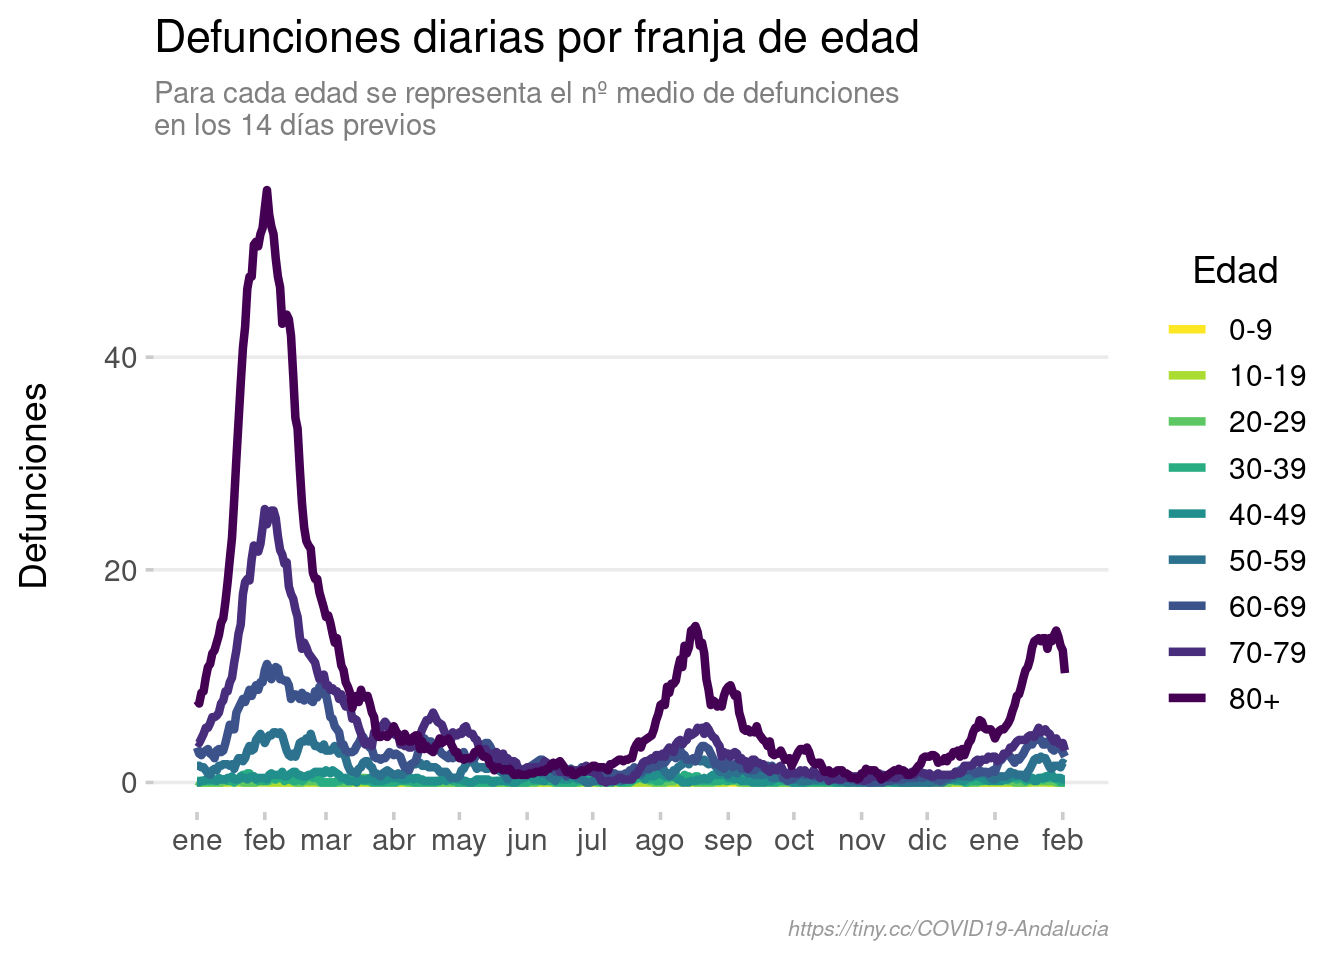 Defunciones diarias por franja de edad
Para cada edad se representa el nº medio de defunciones
en los 14 días previos
Defunciones
40
20
0
ene feb mar abr may jun jul ago sep oct nov dic ene feb
Edad
0-9
10-19
20-29
30-39
40-49
50-59
60-69
70-79
80+
https://tiny.cc/COVID19-Andalucia